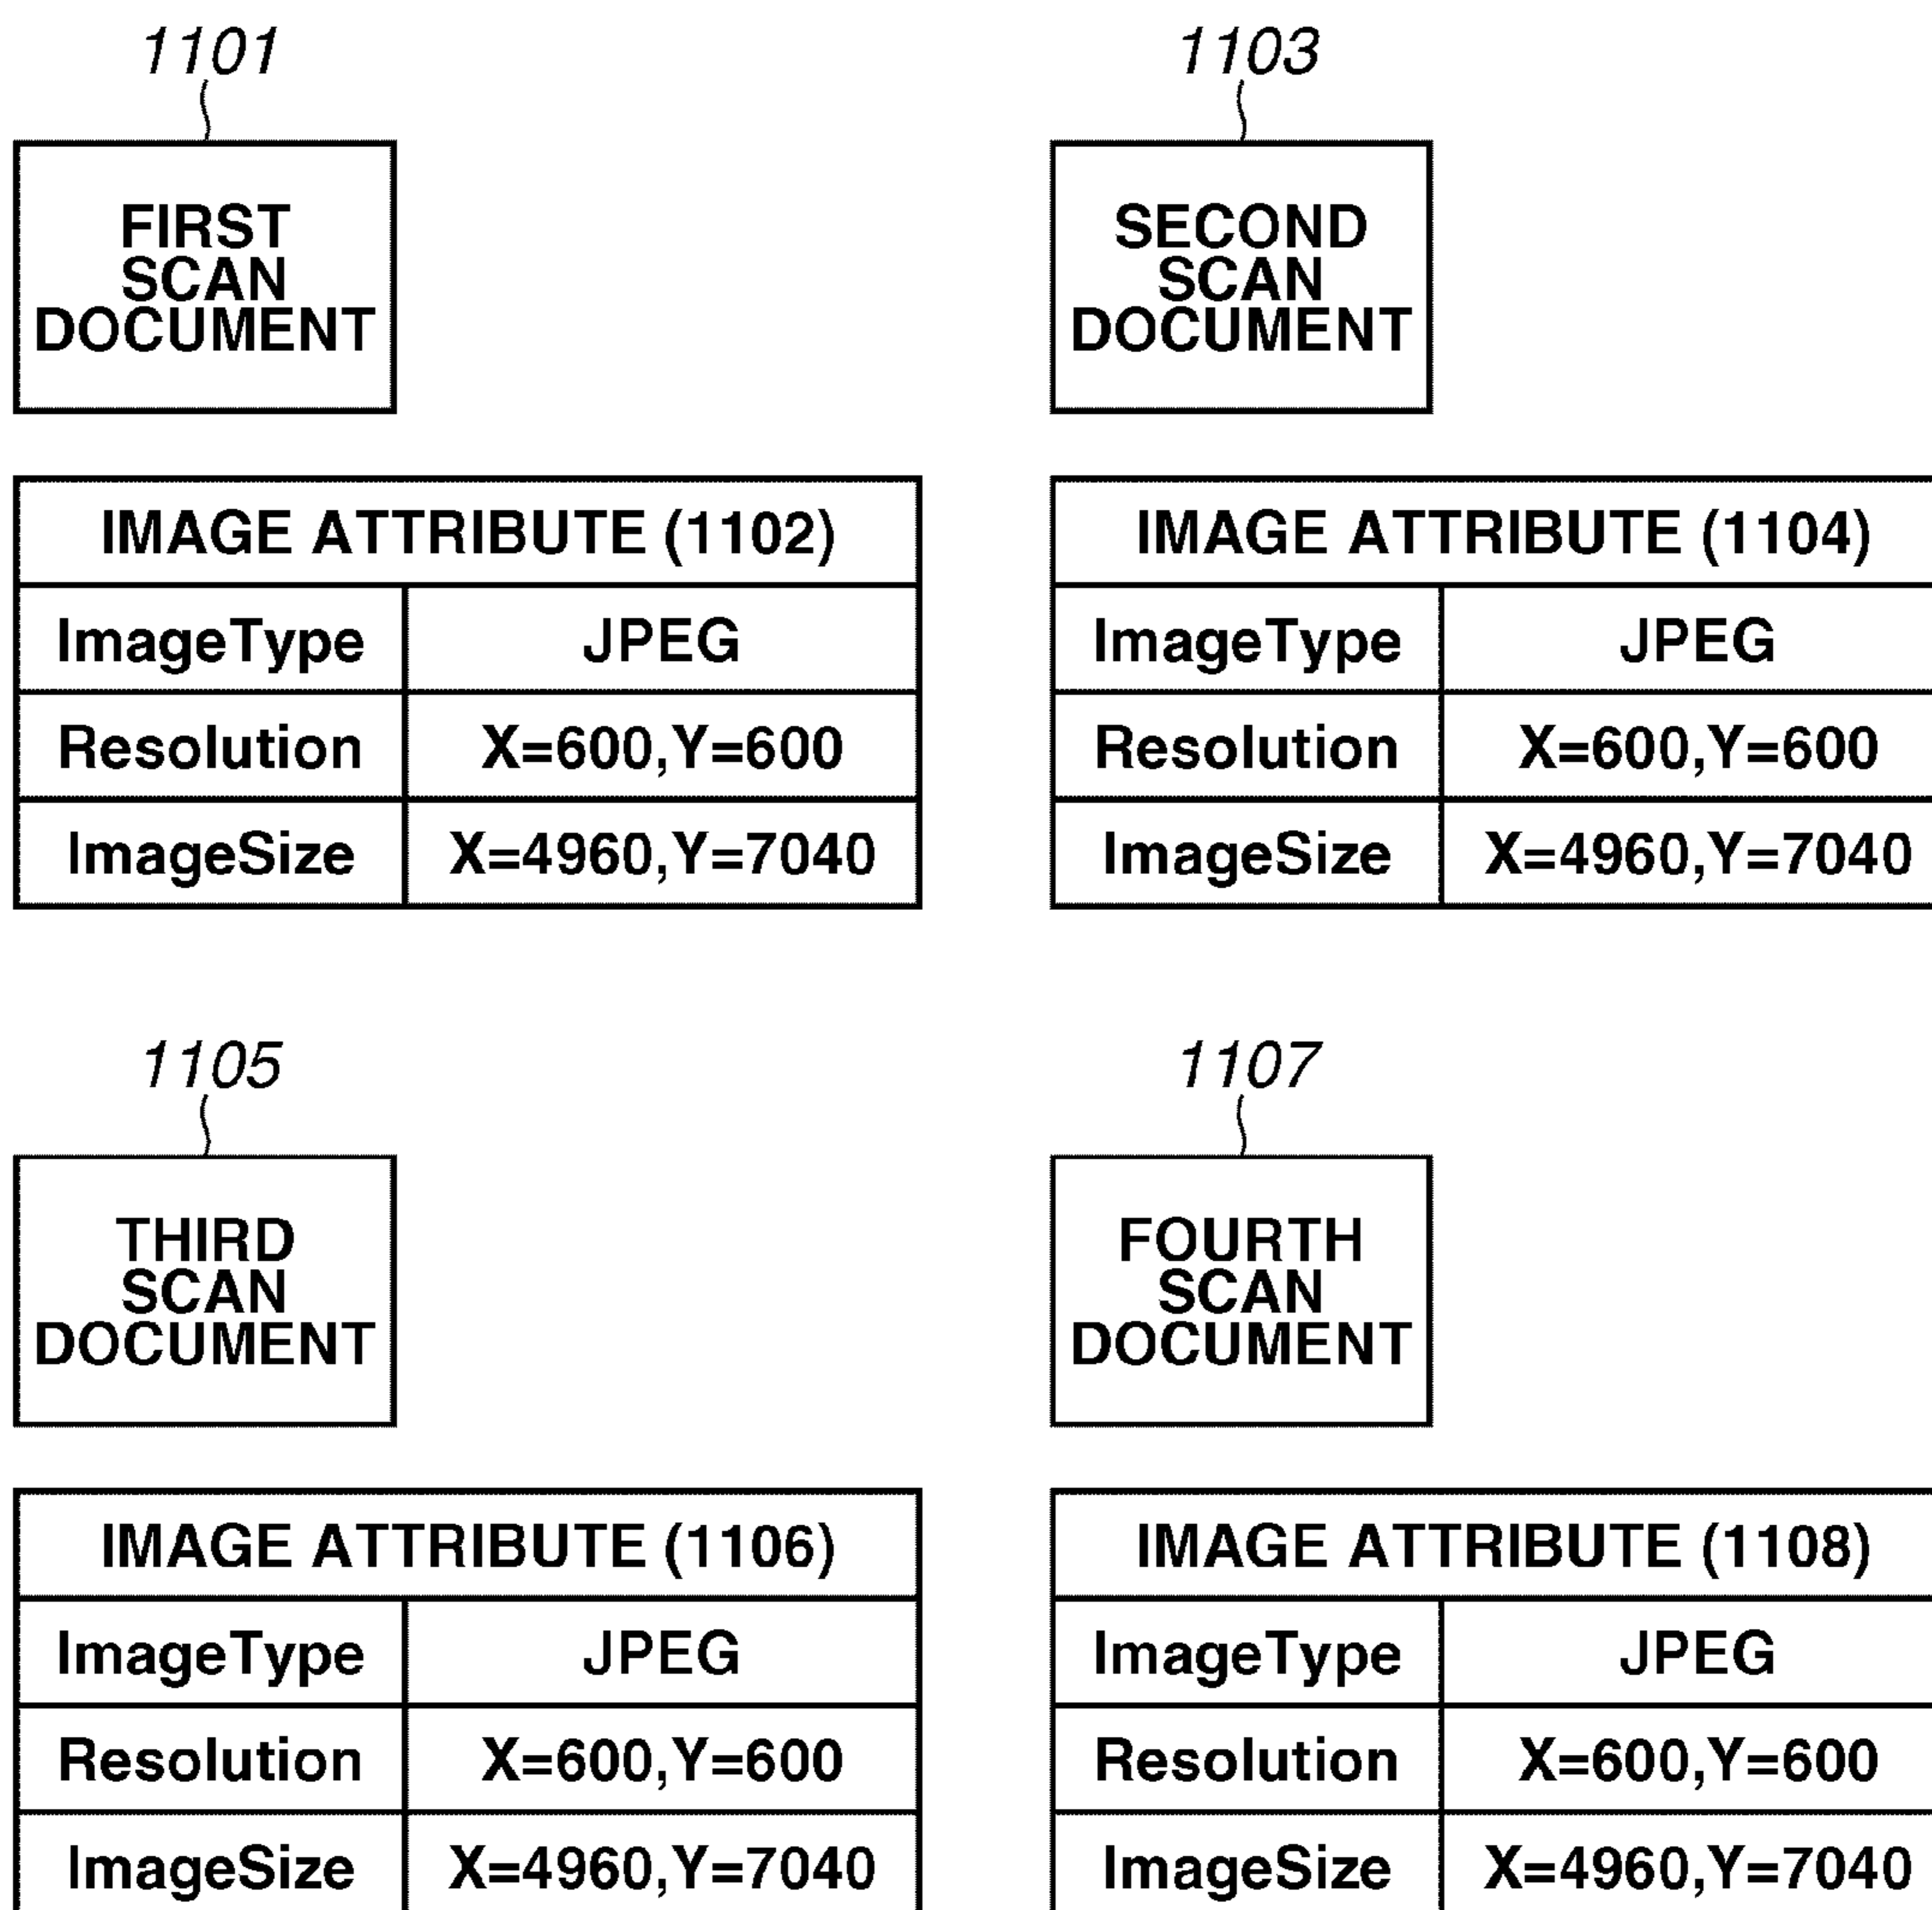 1101
FIRST
SCAN
DOCUMENT
IMAGE ATTRIBUTE (1102)
ImageType JPEG
Resolution X=600,Y=600
ImageSize X=4960,Y=7040
1103
SECOND
SCAN
DOCUMENT
IMAGE ATTRIBUTE (1104)
ImageType JPEG
Resolution X=600,Y=600
ImageSize X=4960,Y=7040
1105
THIRD
SCAN
DOCUMENT
IMAGE ATTRIBUTE (1106)
ImageType JPEG
Resolution X=600,Y=600
ImageSize X=4960,Y=7040
1107
FOURTH
SCAN
DOCUMENT
IMAGE ATTRIBUTE (1108)
ImageType JPEG
Resolution X=600,Y=600
ImageSize X=4960,Y=7040